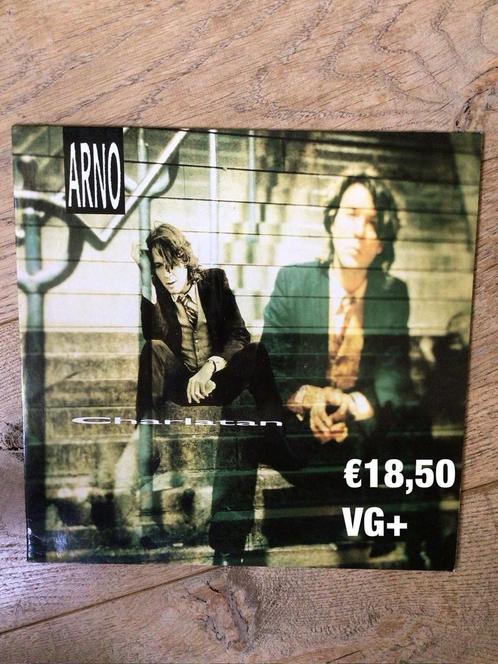 ARNO
Charlatan
€18,50
VG+